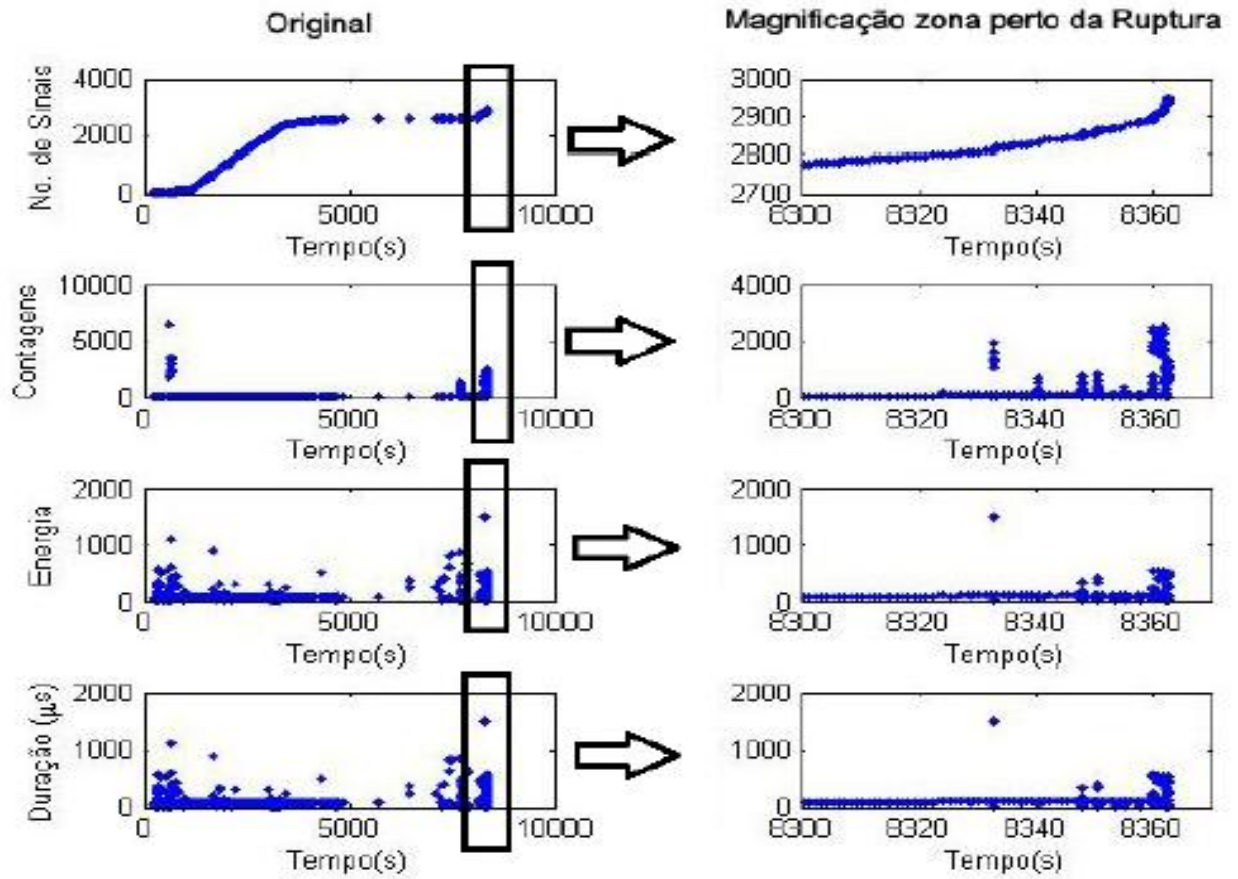 Original
Magnificação zona perto da Ruptura
No. de Sinais
4000
2000
0
0 5000 10000
Tempo(s)
3000
2900
2800
2700
8300 8320 8340 8360
Tempo(s)
Contagens
10000
5000
0
0 5000 10000
Tempo(s)
4000
2000
0
8300 8320 8340 8360
Tempo(s)
Energia
2000
1000
0
0 5000 10000
Tempo(s)
2000
1000
0
8300 8320 8340 8360
Tempo(s)
Duração (µs)
2000
1000
0
0 5000 10000
Tempo(s)
2000
1000
0
8300 8320 8340 8360
Tempo(s)